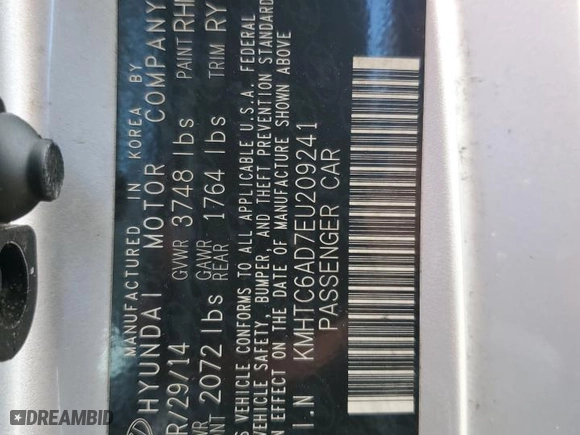 MANUFACTURED IN KOREA BY
HYUNDAI MOTOR COMPANY
R/29/14 GVWR 3748 lbs PAINT RH
WR 2072 lbs GAWR 1764 lbs TRIM RY
ONT REAR
S VEHICLE CONFORMS TO ALL APPLICABLE U.S.A. FEDERAL
VEHICLE SAFETY, BUMPER, AND THEFT PREVENTION STANDARD
N EFFECT ON THE DATE OF MANUFACTURE SHOWN ABOVE
I.N KMHTC6AD7EU209241
PASSENGER CAR
DREAMBID